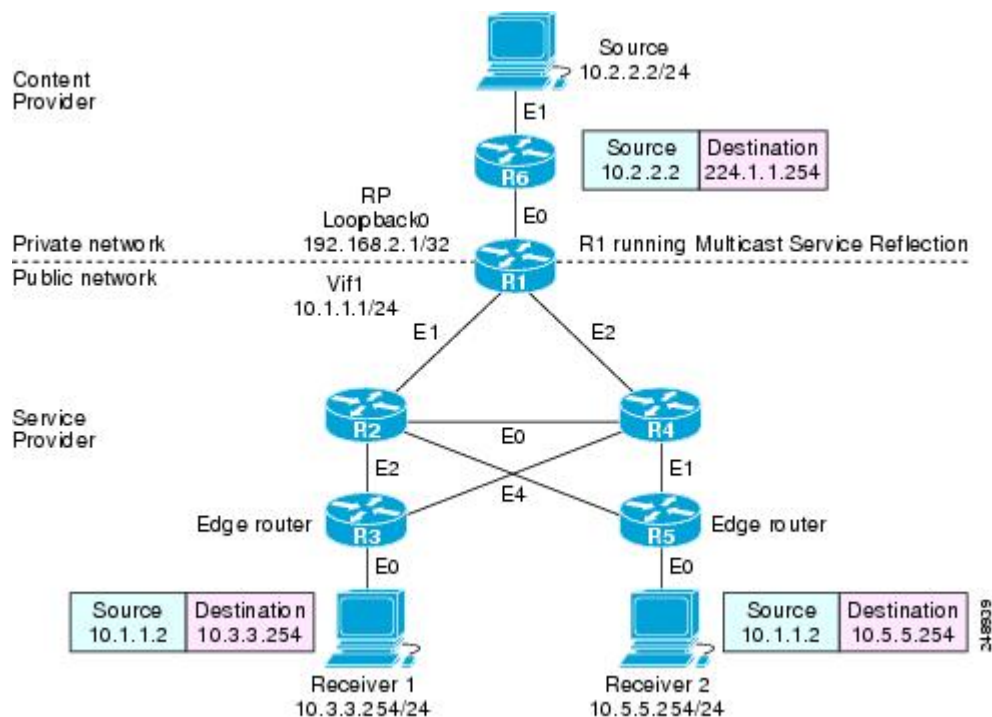 Source
10.2.2.2/24
Content
Provider
E1
Source
10.2.2.2
Destination
224.1.1.254
R6
RP
Loopback0
192.168.2.1/32
E0
Private network
R1 running Multicast Service Reflection
Public network
R1
Vif1
10.1.1.1/24
E1
E2
Service
Provider
R2
R4
E0
E2
E1
E4
Edge router
R3
R5
Edge router
E0
E0
Source
10.1.1.2
Destination
10.3.3.254
Source
10.1.1.2
Destination
10.5.5.254
248939
Receiver 1
10.3.3.254/24
Receiver 2
10.5.5.254/24